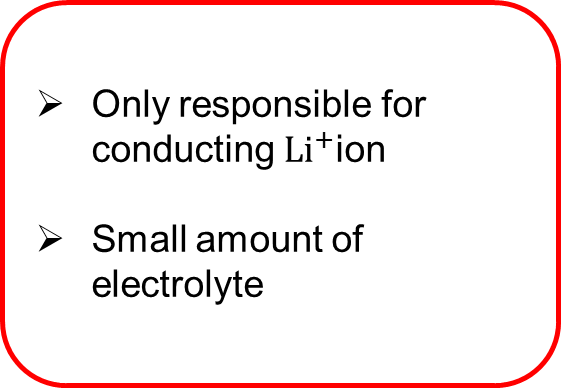 ➢ Only responsible for
conducting Li⁺ion
➢ Small amount of
electrolyte